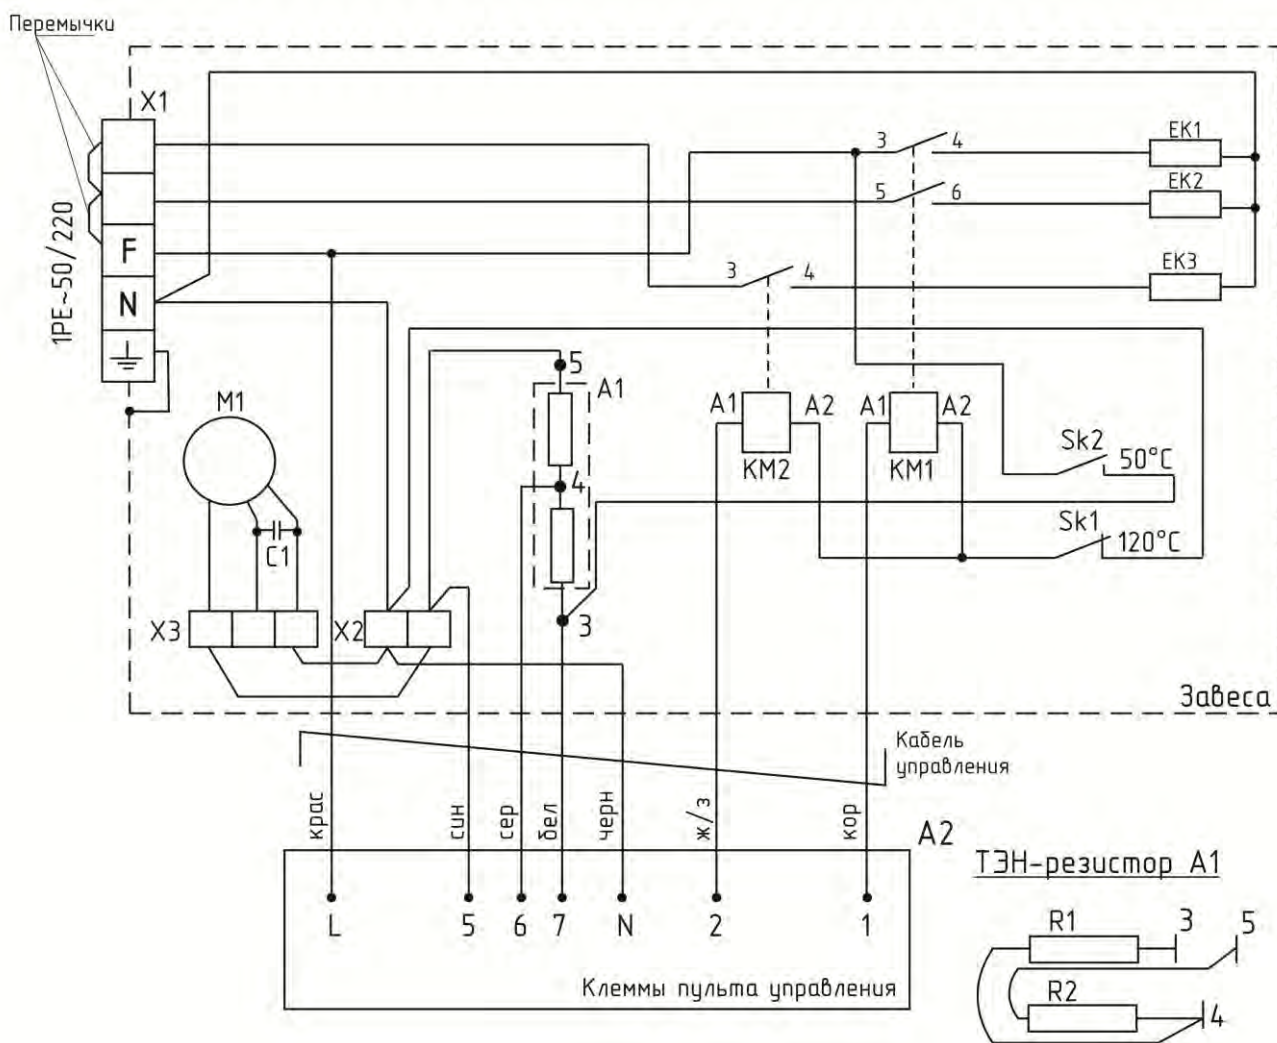 Перемычки
X1
3 4 EK1
5 6 EK2
1PE~50/220
F
3 4 EK3
N
5
A1
M1
A1 A2 A1 A2
KM2 KM1
Sk2
50°C
4
Sk1
120°C
C1
X3 X2
3
Завеса
Кабель
управления
крас син сер бел черн ж/з кор
A2
ТЭН-резистор А1
L 5 6 7 N 2 1
R1 3 5
Клеммы пульта управления
R2 4